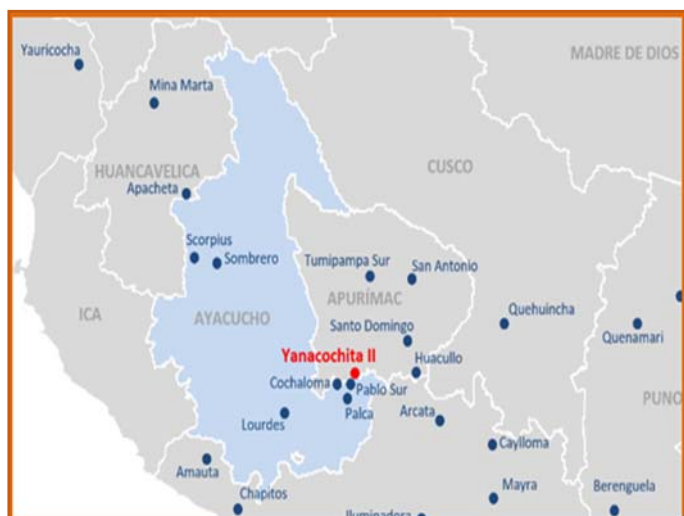 Yauricocha
MADRE DE DIOS
Mina Marta
HUANCAVELICA
CUSCO
Apacheta
Scorpius
Sombrero
Tumipampa Sur
San Antonio
APURÍMAC
ICA
AYACUCHO
Quehuincha
Quenamari
Santo Domingo
Yanacochita II
Huacullo
Cochaloma
Pablo Sur
PUNO
Palca
Lourdes
Arcata
Caylloma
Amauta
Mayra
Berenguela
Chapitos
Iluminadora